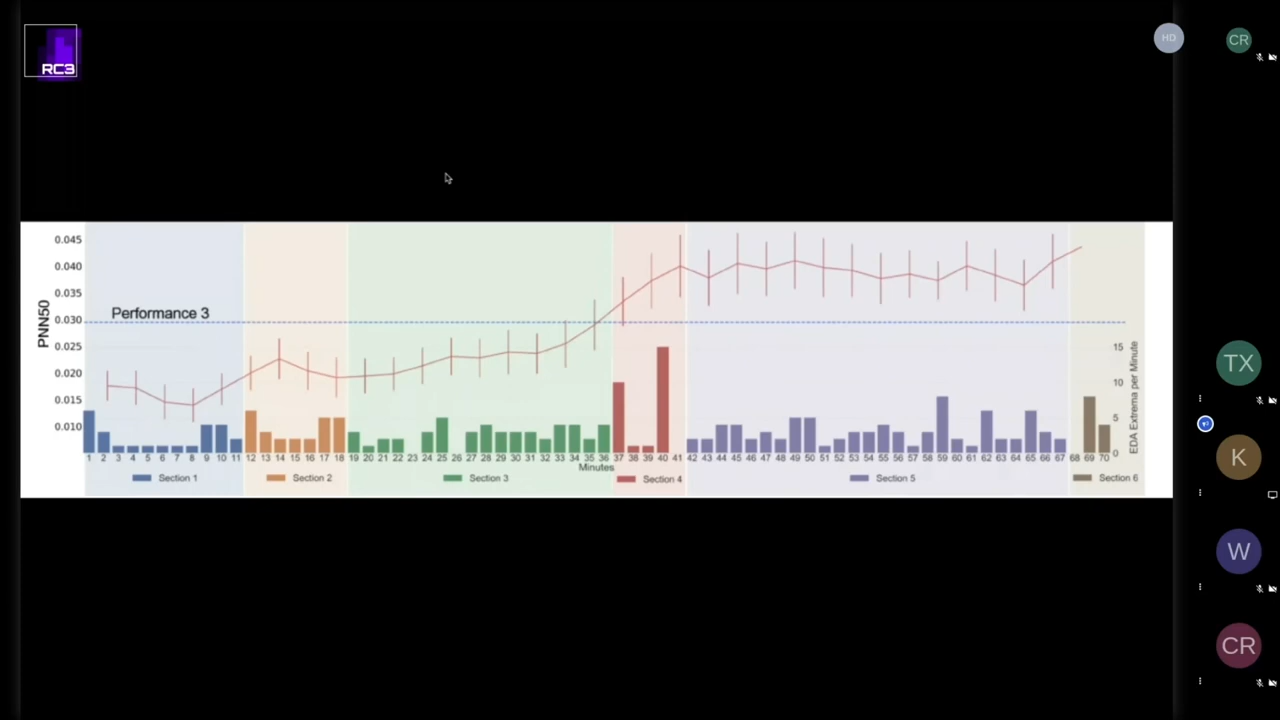 RC3
HD
CR
0.045
0.040
0.035
0.030
0.025
0.020
0.015
0.010
PNN50
Performance 3
15
10
5
0
EDA Extrema per Minute
1 2 3 4 5 6 7 8 9 10 11 12 13 14 15 16 17 18 19 20 21 22 23 24 25 26 27 28 29 30 31 32 33 34 35 36 37 38 39 40 41 42 43 44 45 46 47 48 49 50 51 52 53 54 55 56 57 58 59 60 61 62 63 64 65 66 67 68 69 70
Minutes
Section 1 Section 2 Section 3 Section 4 Section 5 Section 6
TX
K
W
CR